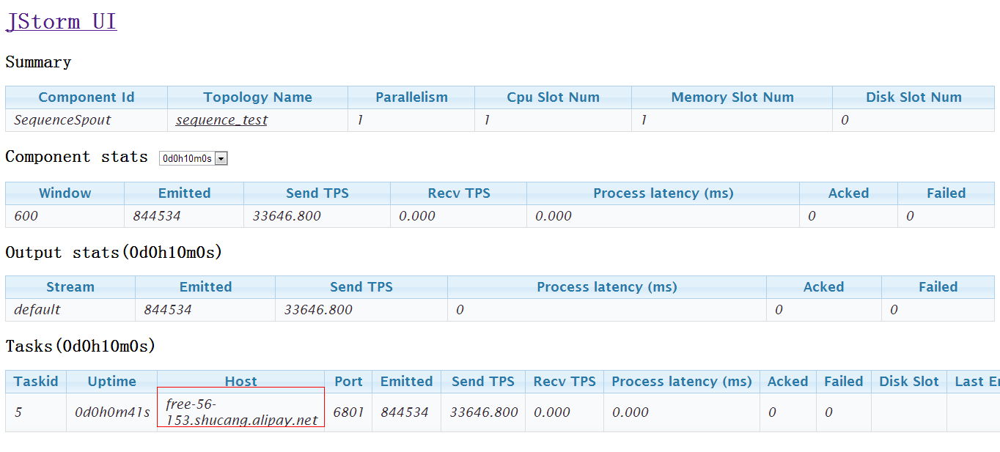 JStorm UI
Summary
Component Id Topology Name Parallelism Cpu Slot Num Memory Slot Num Disk Slot Num
SequenceSpout sequence_test 1 1 1 0
Component stats 0d0h10m0s
Window Emitted Send TPS Recv TPS Process latency (ms) Acked Failed
600 844534 33646.800 0.000 0.000 0 0
Output stats(0d0h10m0s)
Stream Emitted Send TPS Process latency (ms) Acked Failed
default 844534 33646.800 0 0 0
Tasks(0d0h10m0s)
Taskid Uptime Host Port Emitted Send TPS Recv TPS Process latency (ms) Acked Failed Disk Slot Last Er
5 0d0h0m41s free-56-
153.shucang.alipay.net 6801 844534 33646.800 0.000 0.000 0 0